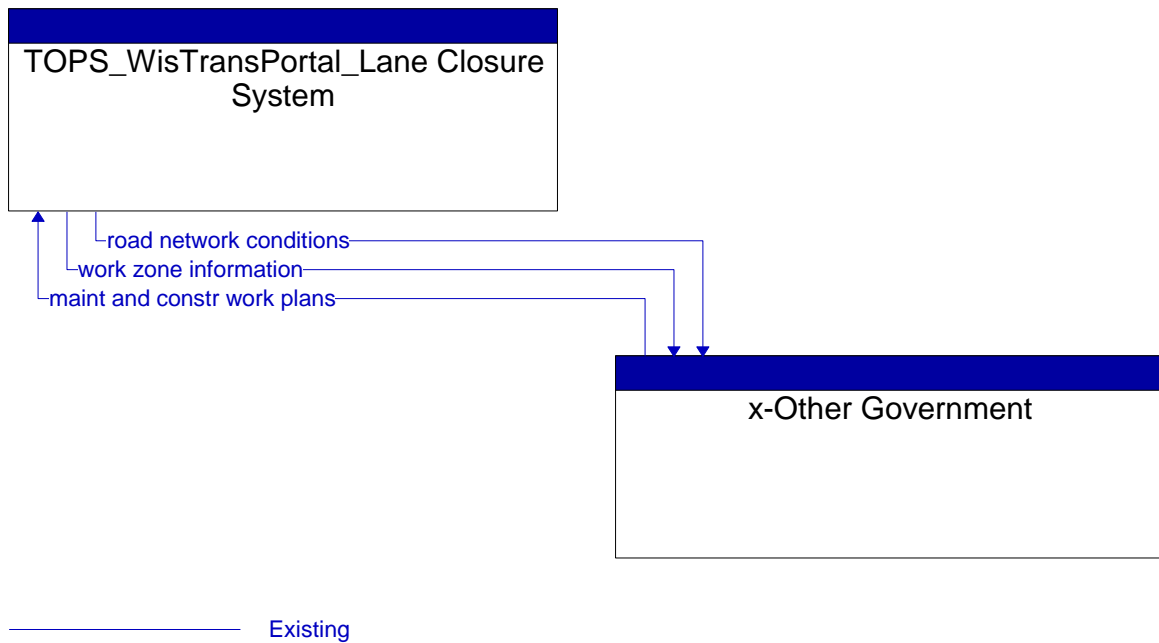 TOPS_WisTransPortal_Lane Closure
System
road network conditions
work zone information
maint and constr work plans
x-Other Government
Existing